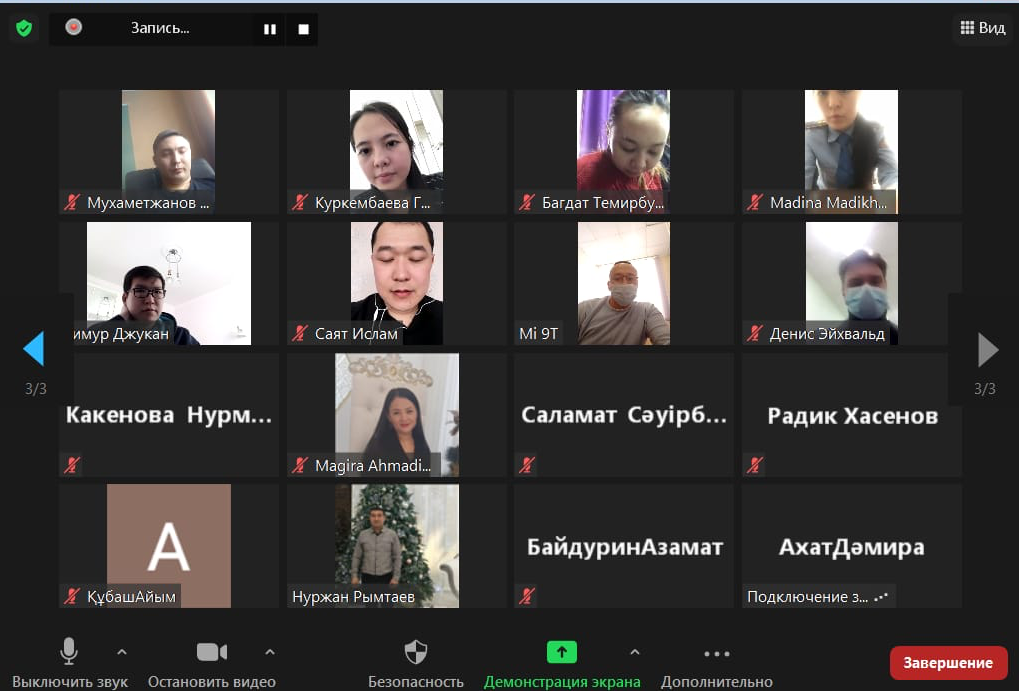 Запись...
Вид
Мухаметжанов ...
Куркембаева Г...
Багдат Темирбу...
Madina Madikh...
имур Джукан
Саят Ислам
Mi 9T
Денис Эйхвальд
3/3
3/3
Какенова Нурм...
Magira Ahmadi...
Саламат Сәуірб...
Радик Хасенов
А
ҚұбашАйым
Нуржан Рымтаев
БайдуринАзамат
АхатДәмира
Подключение з...
Выключить звук
Остановить видео
Безопасность
Демонстрация экрана
Дополнительно
Завершение